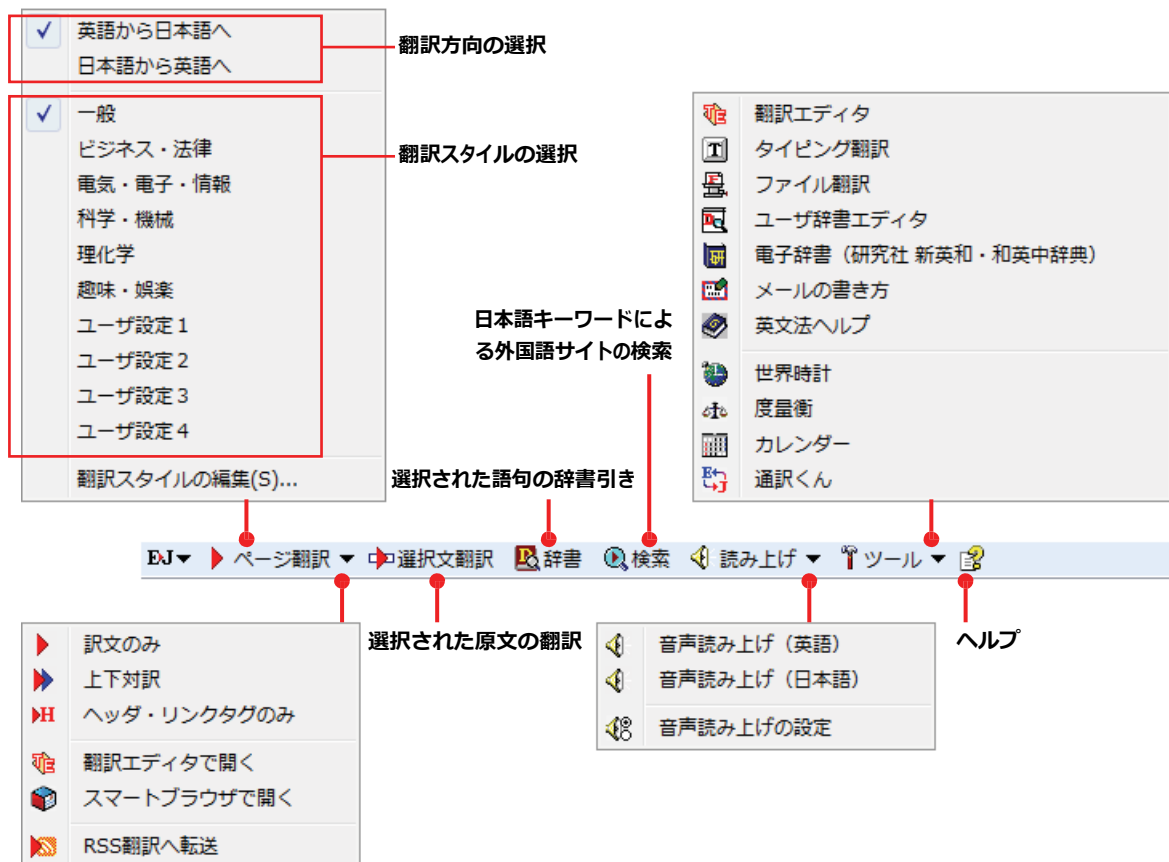 英語から日本語へ
日本語から英語へ
翻訳方向の選択
一般
ビジネス・法律
電気・電子・情報
科学・機械
理化学
趣味・娯楽
ユーザ設定1
ユーザ設定2
ユーザ設定3
ユーザ設定4
翻訳スタイルの編集(S)...
翻訳スタイルの選択
翻訳エディタ
タイピング翻訳
ファイル翻訳
ユーザ辞書エディタ
電子辞書（研究社 新英和・和英中辞典）
メールの書き方
英文法ヘルプ
世界時計
度量衡
カレンダー
通訳くん
日本語キーワードによ
る外国語サイトの検索
選択された語句の辞書引き
EJ ページ翻訳 選択文翻訳 辞書 検索 読み上げ ツール
選択された原文の翻訳
ヘルプ
訳文のみ
上下対訳
H ヘッダ・リンクタグのみ
翻訳エディタで開く
スマートブラウザで開く
RSS翻訳へ転送
音声読み上げ（英語）
音声読み上げ（日本語）
音声読み上げの設定